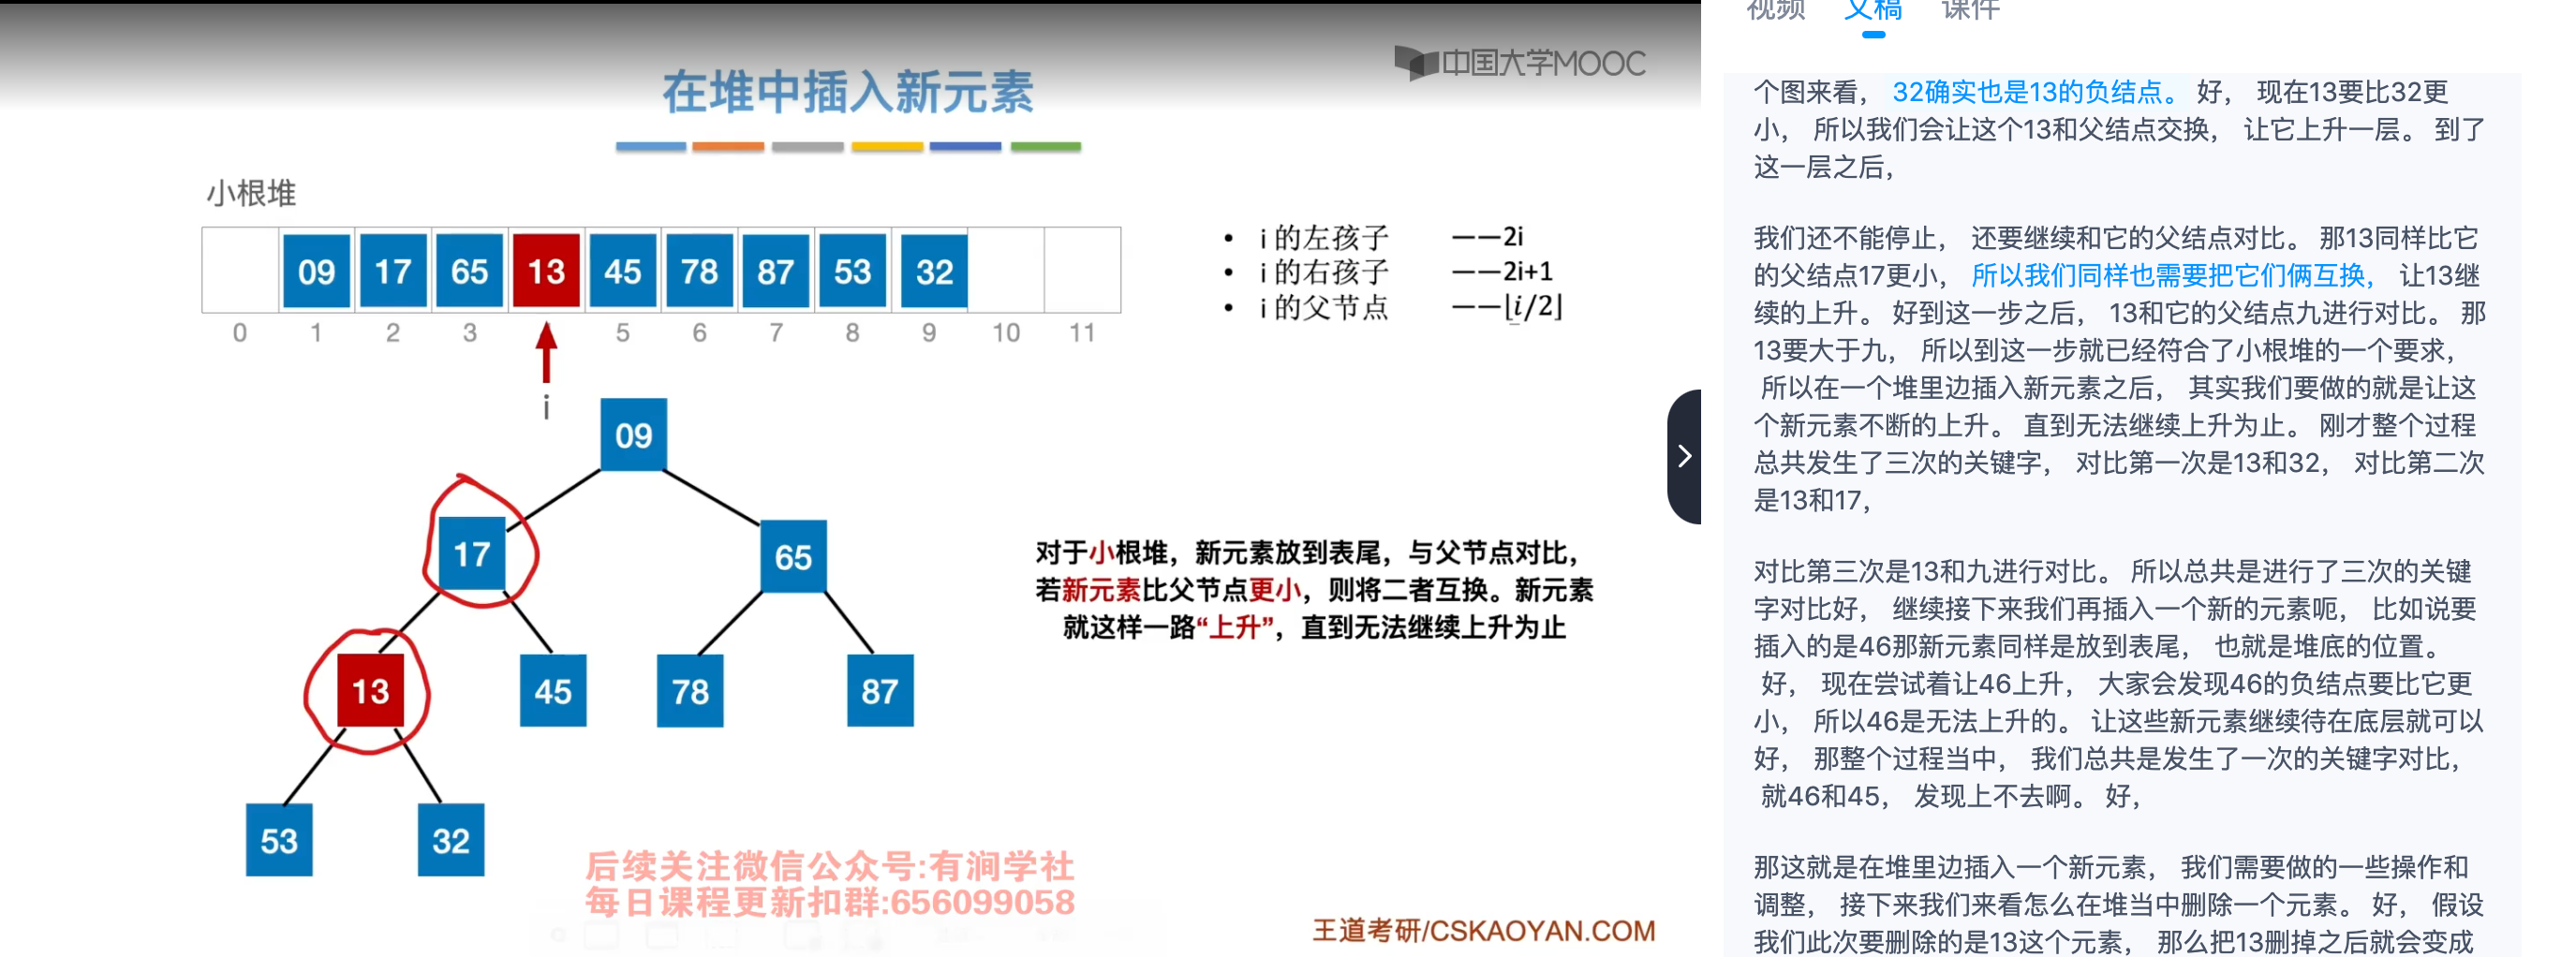 中国大学MOOC
在堆中插入新元素
小根堆
09 17 65 13 45 78 87 53 32
0 1 2 3 5 6 7 8 9 10 11
i
• i 的左孩子 ——2i
• i 的右孩子 ——2i+1
• i 的父节点 ——⌊i/2⌋
09
17 65
13 45 78 87
53 32
对于小根堆，新元素放到表尾，与父节点对比，
若新元素比父节点更小，则将二者互换。新元素
就这样一路“上升”，直到无法继续上升为止
后续关注微信公众号:有涧学社
每日课程更新扣群:656099058
王道考研/CSKAOYAN.COM
视频 文稿 课件
个图来看， 32确实也是13的负结点。 好， 现在13要比32更
小， 所以我们会让这个13和父结点交换， 让它上升一层。 到了
这一层之后，
我们还不能停止， 还要继续和它的父结点对比。 那13同样比它
的父结点17更小， 所以我们同样也需要把它们俩互换， 让13继
续的上升。 好到这一步之后， 13和它的父结点九进行对比。 那
13要大于九， 所以到这一步就已经符合了小根堆的一个要求，
所以在一个堆里边插入新元素之后， 其实我们要做的就是让这
个新元素不断的上升。 直到无法继续上升为止。 刚才整个过程
总共发生了三次的关键字， 对比第一次是13和32， 对比第二次
是13和17，
对比第三次是13和九进行对比。 所以总共是进行了三次的关键
字对比好， 继续接下来我们再插入一个新的元素呃， 比如说要
插入的是46那新元素同样是放到表尾， 也就是堆底的位置。
好， 现在尝试着让46上升， 大家会发现46的负结点要比它更
小， 所以46是无法上升的。 让这些新元素继续待在底层就可以
好， 那整个过程当中， 我们总共是发生了一次的关键字对比，
就46和45， 发现上不去啊。 好，
那这就是在堆里边插入一个新元素， 我们需要做的一些操作和
调整， 接下来我们来看怎么在堆当中删除一个元素。 好， 假设
我们此次要删除的是13这个元素， 那么把13删掉之后就会变成